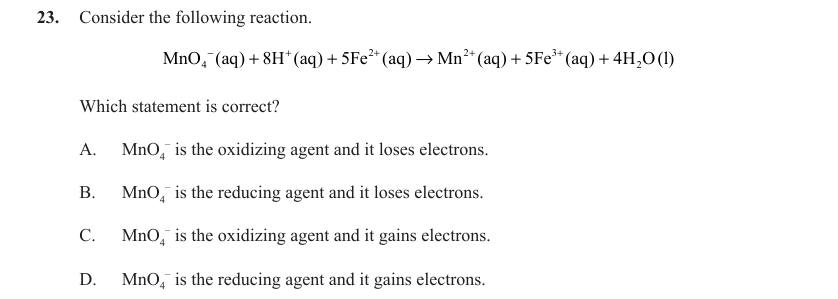 23. Consider the following reaction.
MnO₄⁻(aq) + 8H⁺(aq) + 5Fe²⁺(aq) → Mn²⁺(aq) + 5Fe³⁺(aq) + 4H₂O(l)
Which statement is correct?
A. MnO₄⁻ is the oxidizing agent and it loses electrons.
B. MnO₄⁻ is the reducing agent and it loses electrons.
C. MnO₄⁻ is the oxidizing agent and it gains electrons.
D. MnO₄⁻ is the reducing agent and it gains electrons.